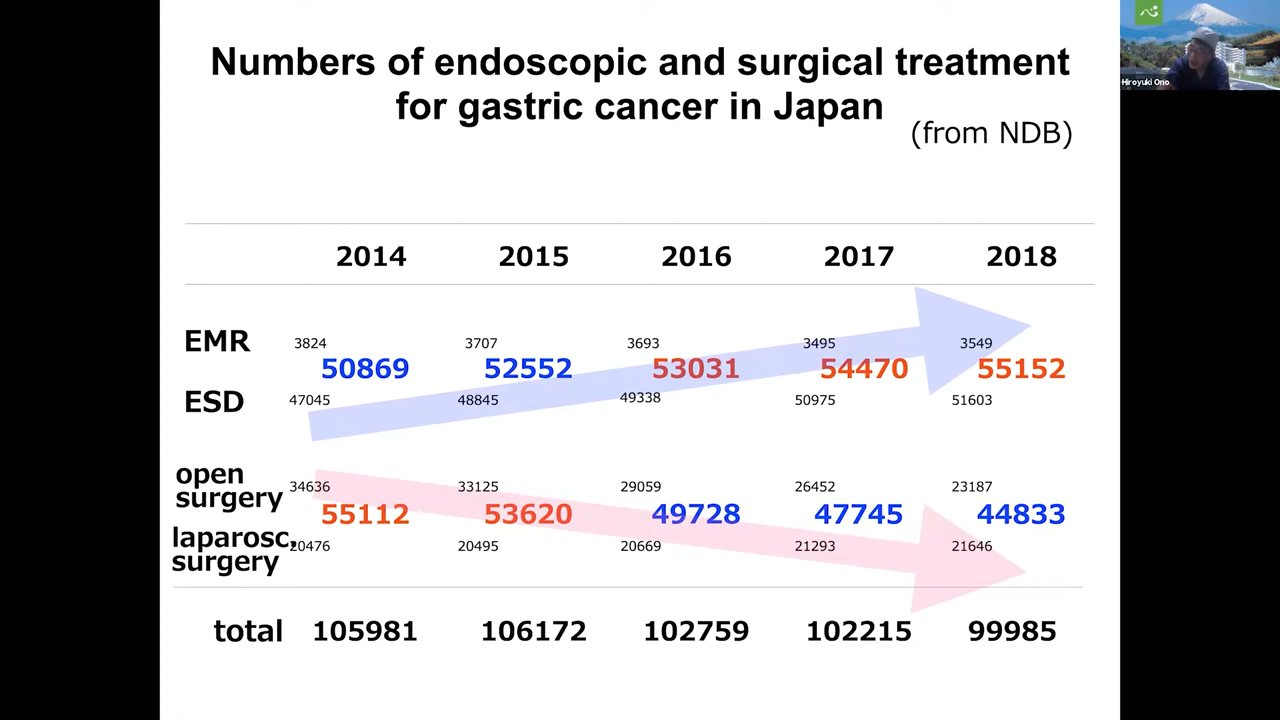 Numbers of endoscopic and surgical treatment
for gastric cancer in Japan
(from NDB)
Hiroyuki Ono
2014 2015 2016 2017 2018
EMR 3824 3707 3693 3495 3549
50869 52552 53031 54470 55152
ESD 47045 48845 49338 50975 51603
open
surgery 34636 33125 29059 26452 23187
55112 53620 49728 47745 44833
laparosc.
surgery 20476 20495 20669 21293 21646
total 105981 106172 102759 102215 99985